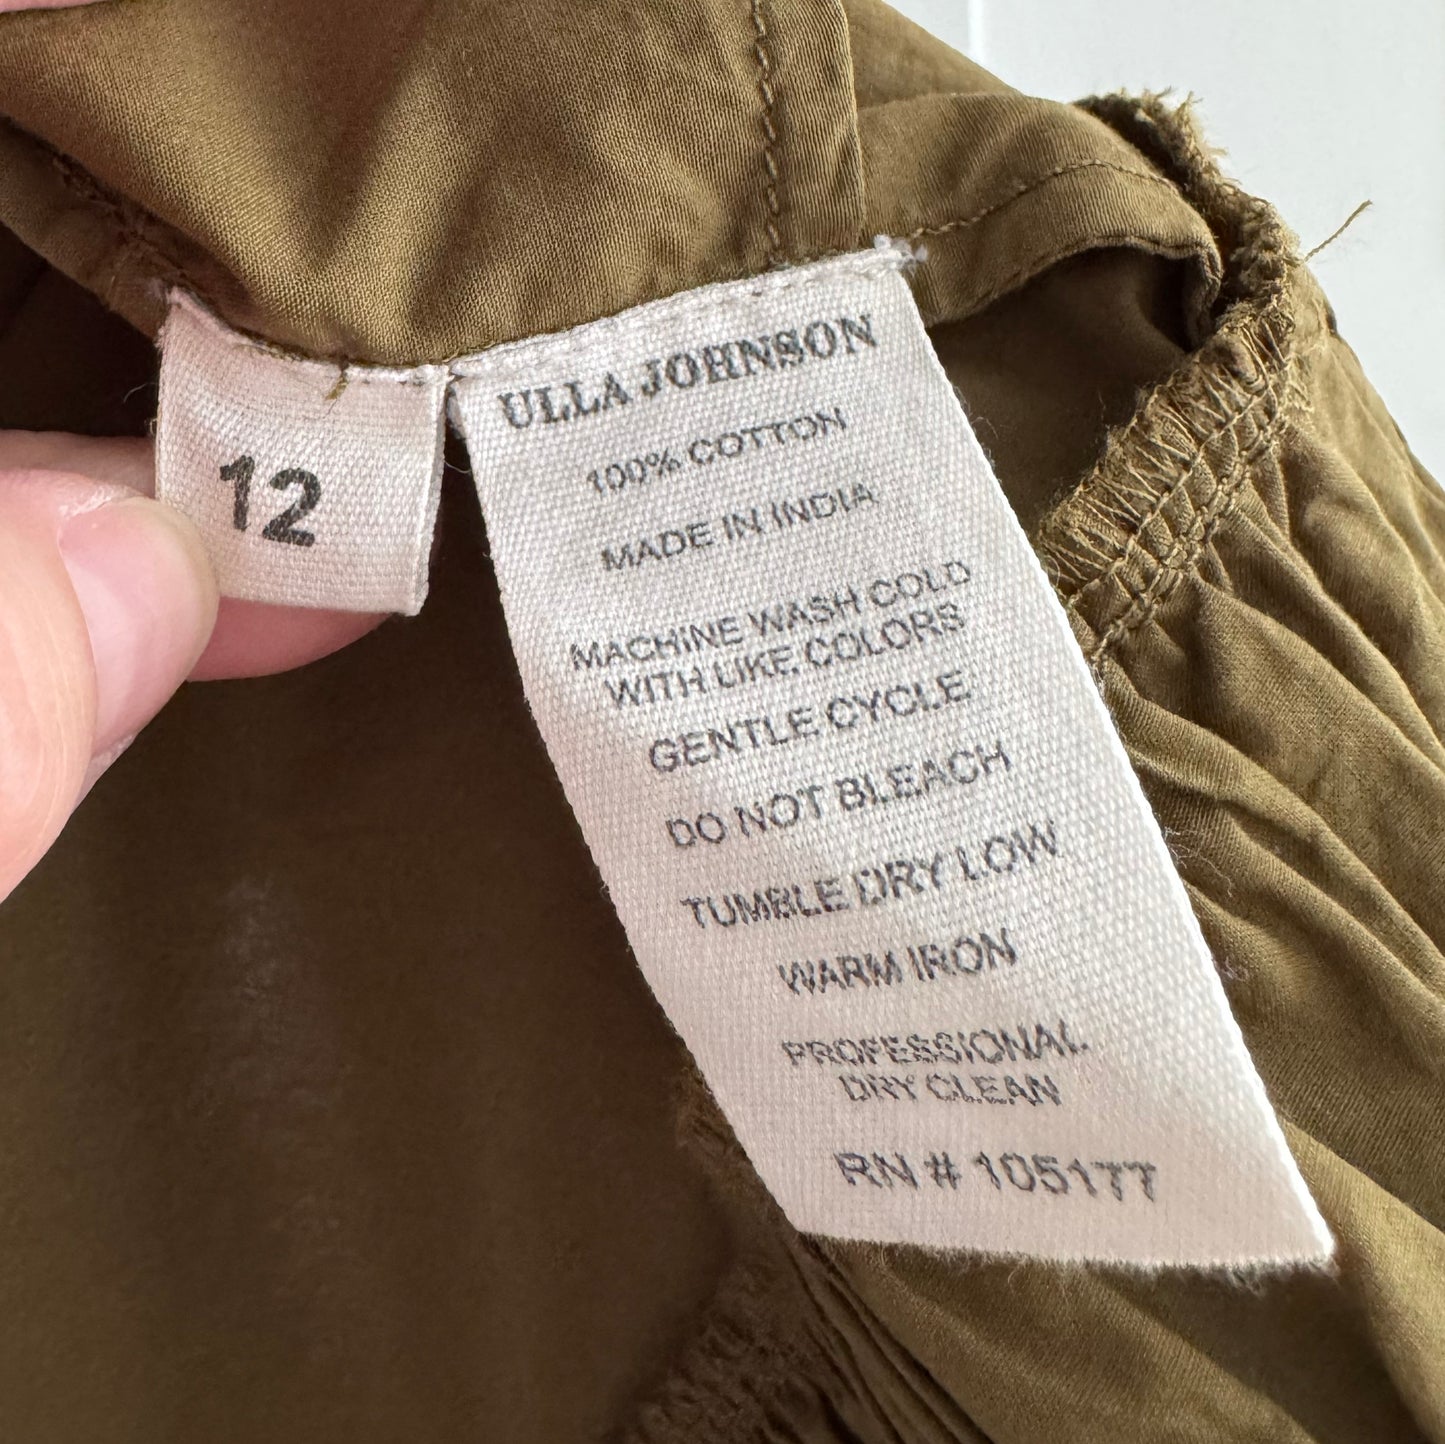 12
ULLA JOHNSON
100% COTTON
MADE IN INDIA
MACHINE WASH COLD
WITH LIKE COLORS
GENTLE CYCLE
DO NOT BLEACH
TUMBLE DRY LOW
WARM IRON
PROFESSIONAL
DRY CLEAN
RN # 105177